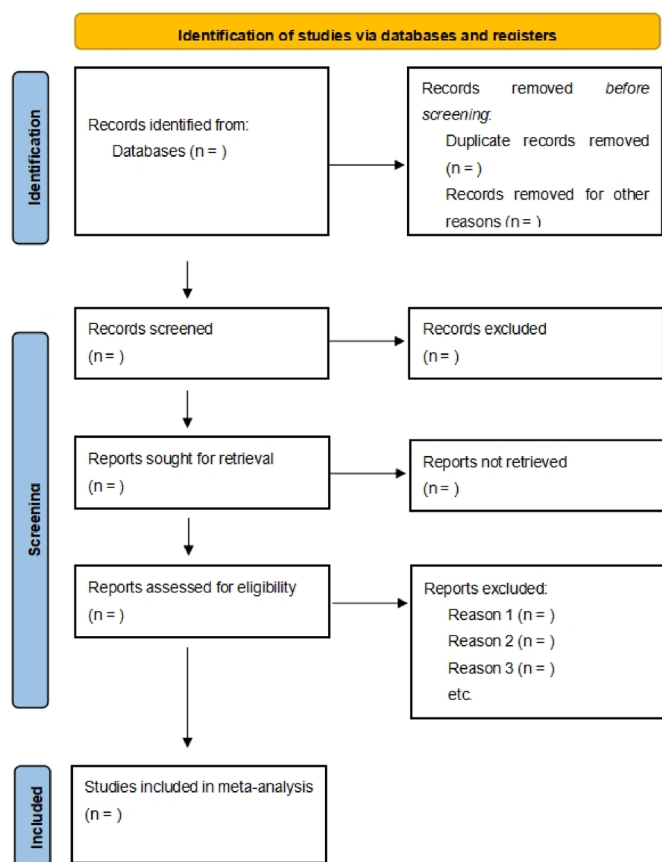 Identification of studies via databases and registers
Identification
Records identified from:
Databases (n = )
Records removed before
screening:
Duplicate records removed
(n = )
Records removed for other
reasons (n = )
Screening
Records screened
(n = )
Records excluded
(n = )
Reports sought for retrieval
(n = )
Reports not retrieved
(n = )
Reports assessed for eligibility
(n = )
Reports excluded:
Reason 1 (n = )
Reason 2 (n = )
Reason 3 (n = )
etc.
Included
Studies included in meta-analysis
(n = )